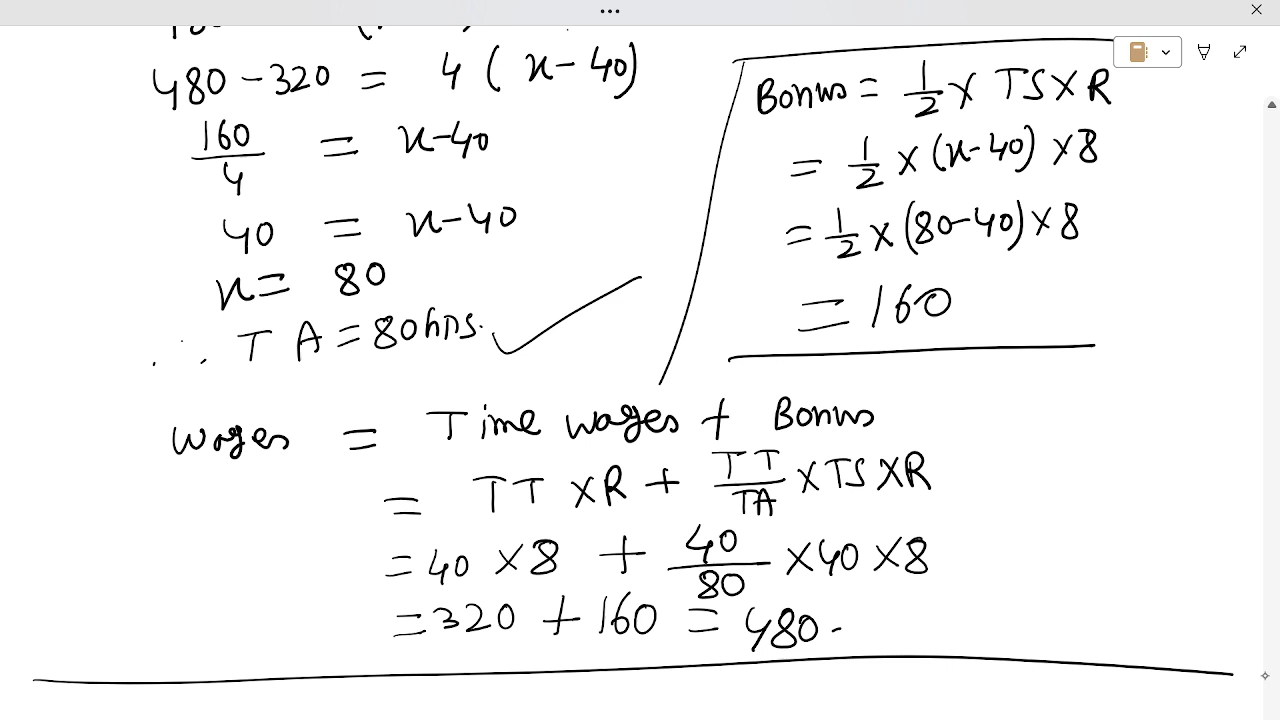 480 - 320 = 4 ( x - 40)
160/4 = x-40
40 = x-40
x = 80
∴ TA = 80 hrs.
Bonus = 1/2 × TS × R
= 1/2 × (x-40) × 8
= 1/2 × (80-40) × 8
= 160
Wages = Time wages + Bonus
= TT × R + TT/TA × TS × R
= 40 × 8 + 40/80 × 40 × 8
= 320 + 160 = 480.